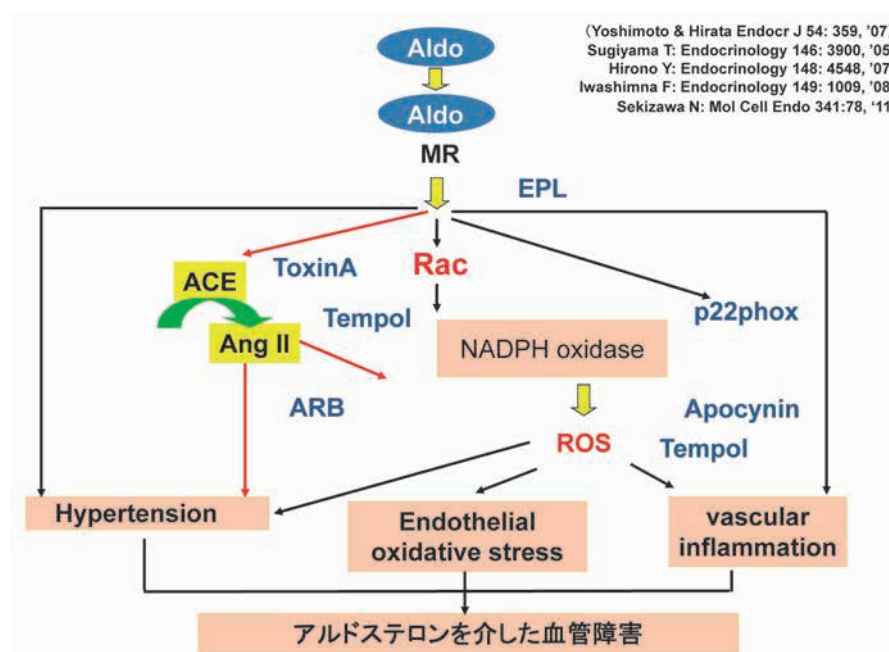 Aldo
(Yoshimoto & Hirata Endocr J 54: 359, '07)
Sugiyama T: Endocrinology 146: 3900, '05
Hirono Y: Endocrinology 148: 4548, '07
Iwashimna F: Endocrinology 149: 1009, '08
Sekizawa N: Mol Cell Endo 341:78, '11
Aldo
MR
EPL
ToxinA
Rac
ACE
Tempol
p22phox
Ang II
NADPH oxidase
ARB
Apocynin
ROS
Tempol
Hypertension
Endothelial
oxidative stress
vascular
inflammation
アルドステロンを介した血管障害